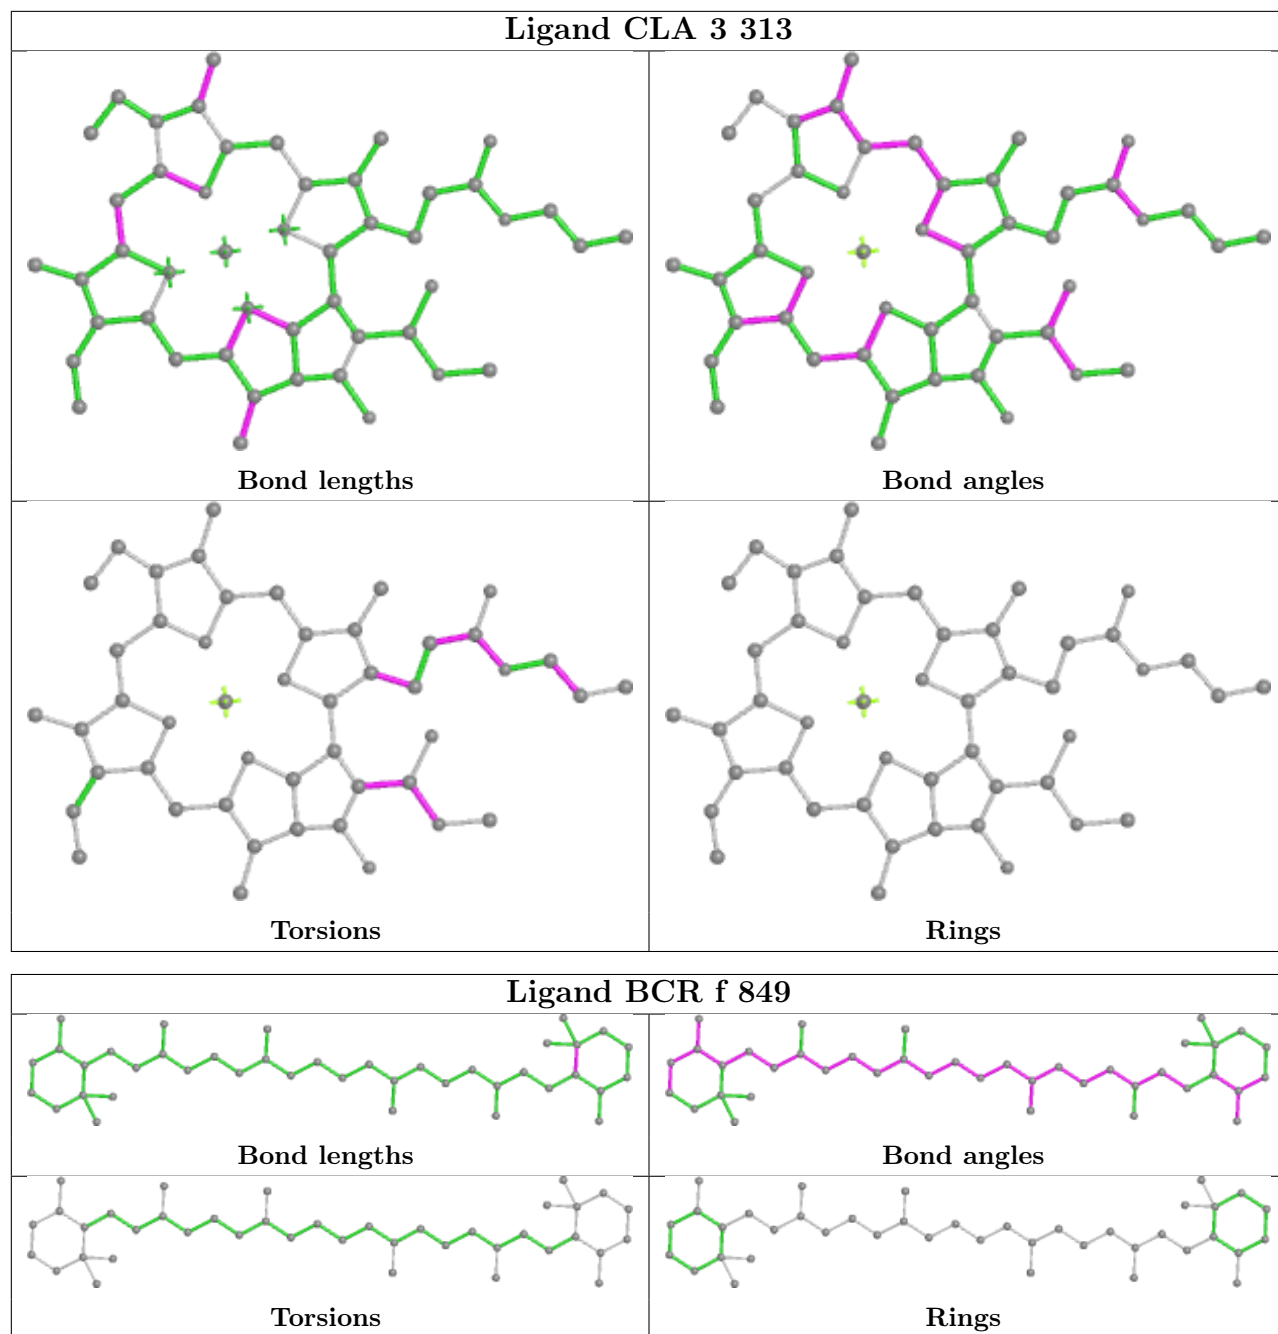 Ligand CLA 3 313
Bond lengths
Bond angles
Torsions
Rings
Ligand BCR f 849
Bond lengths
Bond angles
Torsions
Rings